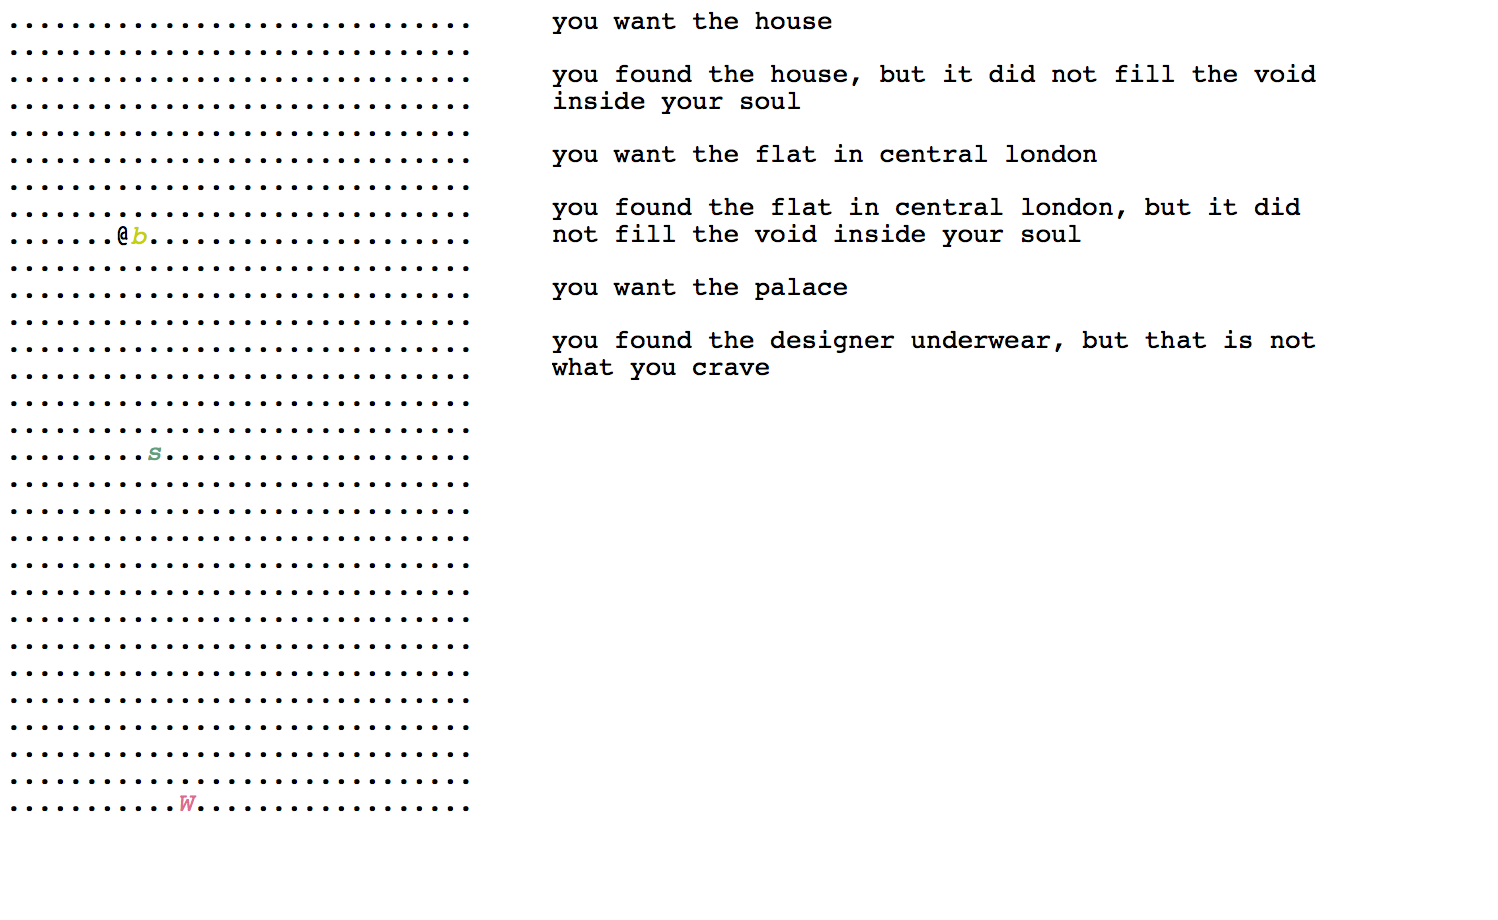 ..............................
..............................
..............................
..............................
..............................
..............................
..............................
..............................
.......@b.....................
..............................
..............................
..............................
..............................
..............................
..............................
..............................
.........s....................
..............................
..............................
..............................
..............................
..............................
..............................
..............................
..............................
..............................
..............................
..............................
..............................
...........W..................
you want the house
you found the house, but it did not fill the void
inside your soul
you want the flat in central london
you found the flat in central london, but it did
not fill the void inside your soul
you want the palace
you found the designer underwear, but that is not
what you crave